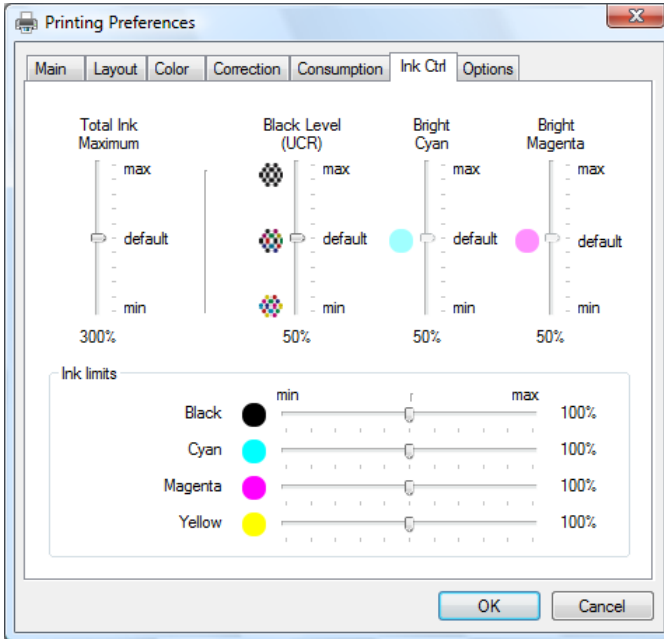 Printing Preferences
X
Main Layout Color Correction Consumption Ink Ctrl Options
Total Ink Maximum
max
default
min
300%
Black Level (UCR)
max
default
min
50%
Bright Cyan
max
default
min
50%
Bright Magenta
max
default
min
50%
Ink limits
min max
Black 100%
Cyan 100%
Magenta 100%
Yellow 100%
OK Cancel